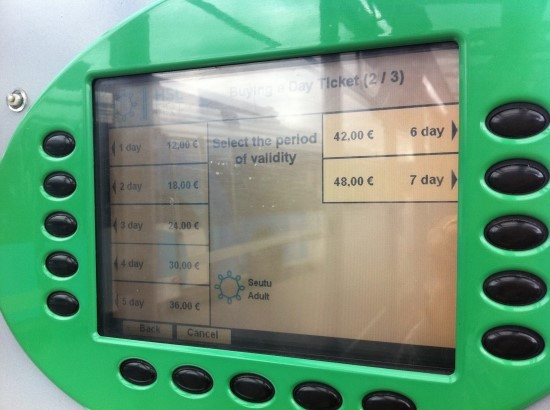 HSL
Buying a Day Ticket (2 / 3)
1 day 12,00 €
2 day 18,00 €
3 day 24,00 €
4 day 30,00 €
5 day 36,00 €
Select the period
of validity
42,00 € 6 day
48,00 € 7 day
Seutu
Adult
Back Cancel